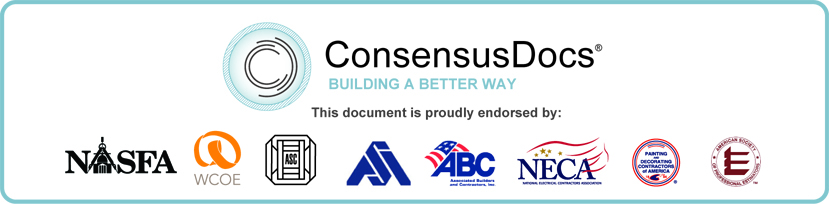 ConsensusDocs®
BUILDING A BETTER WAY
This document is proudly endorsed by:
NASFA
WCOE
ASC
ABC
Associated Builders
and Contractors, Inc.
NECA
NATIONAL ELECTRICAL CONTRACTORS ASSOCIATION
PAINTING
AND
DECORATING
CONTRACTORS
of AMERICA
®
AMERICAN SOCIETY
OF PROFESSIONAL ESTIMATORS
™